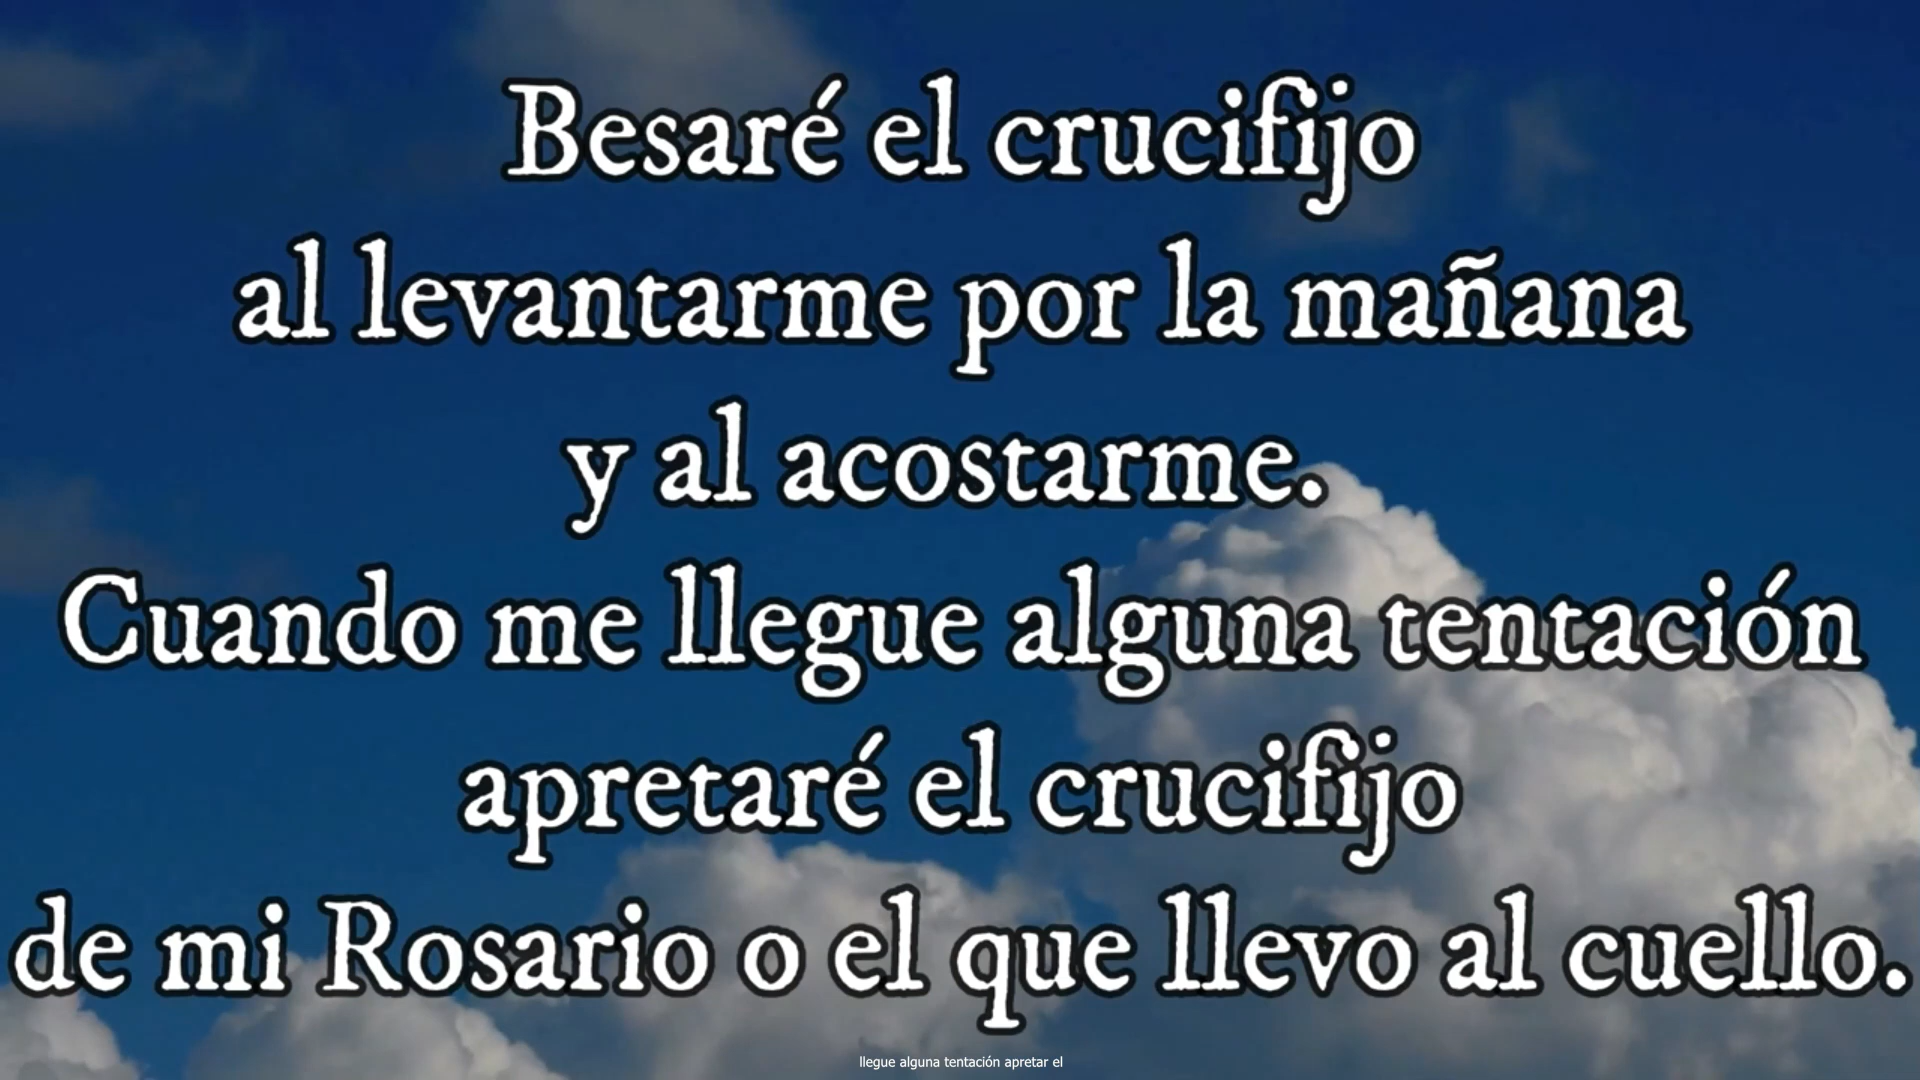 Besaré el crucifijo
al levantarme por la mañana
y al acostarme.
Cuando me llegue alguna tentación
apretaré el crucifijo
de mi Rosario o el que llevo al cuello.
llegue alguna tentación apretar el